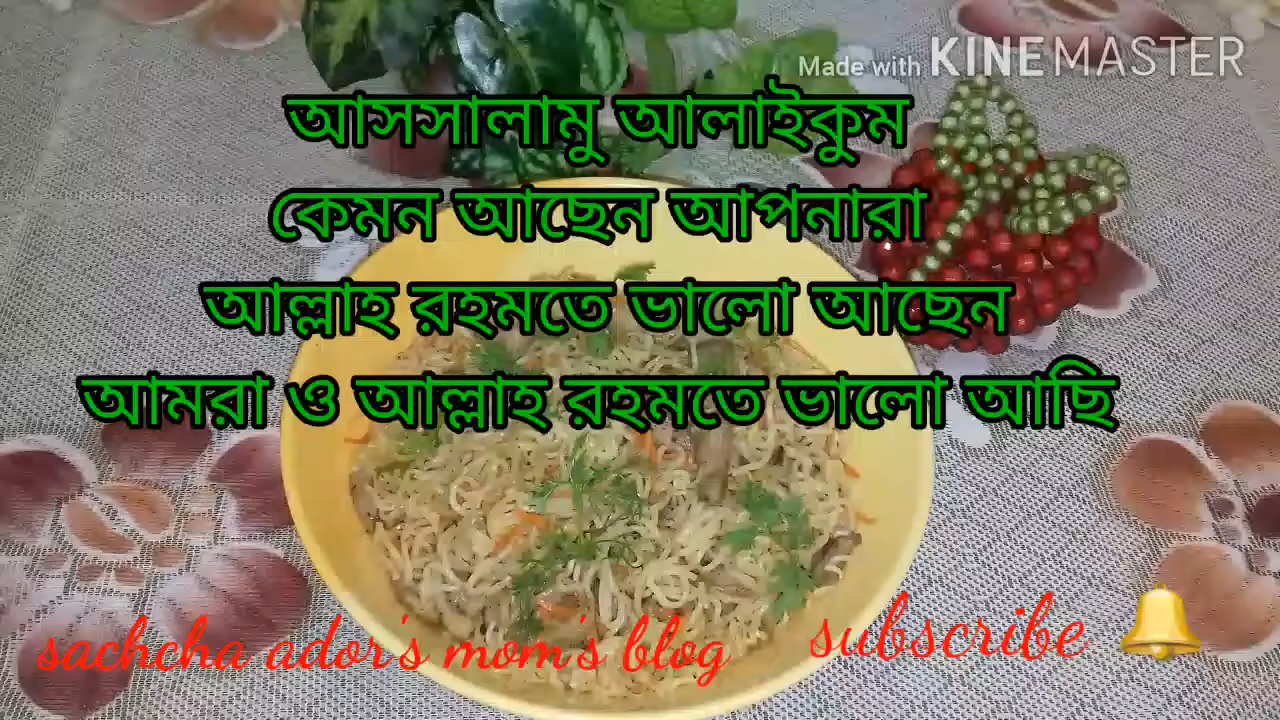 Made with KINEMASTER
আসসালামু আলাইকুম
কেমন আছেন আপনারা
আল্লাহ রহমতে ভালো আছেন
আমরা ও আল্লাহ রহমতে ভালো আছি
sachcha ador's mom's blog
subscribe